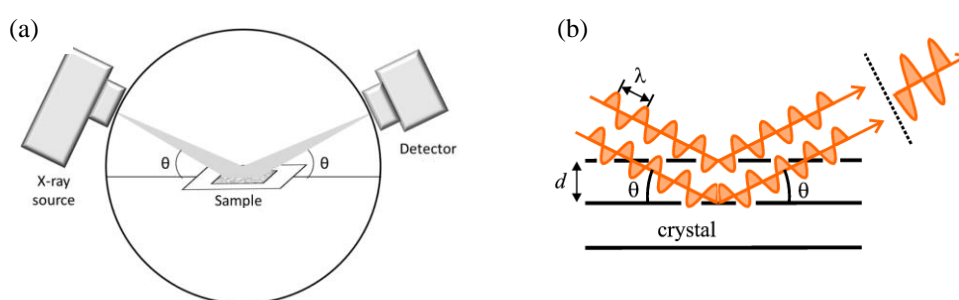 (a)
θ
θ
X-ray
source
Sample
Detector
(b)
λ
d
θ
θ
crystal